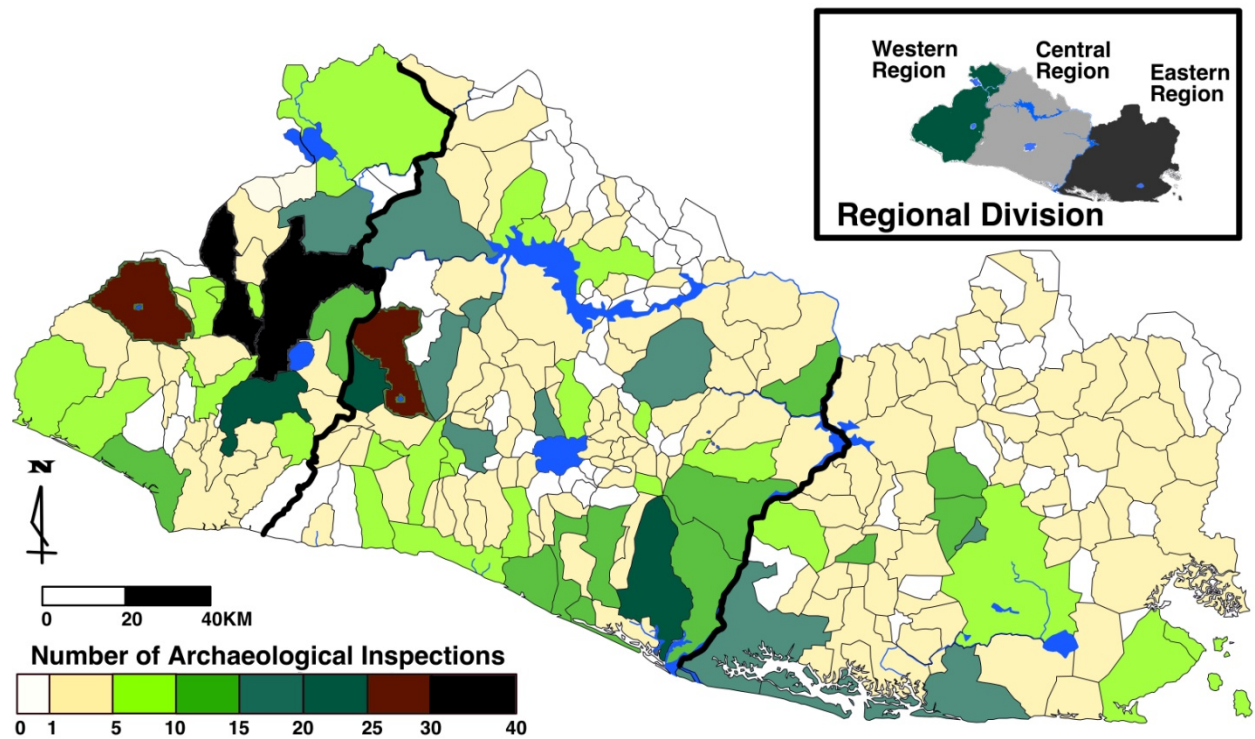 Western
Region
Central
Region
Eastern
Region
Regional Division
N
0 20 40KM
Number of Archaeological Inspections
0 1 5 10 15 20 25 30 40